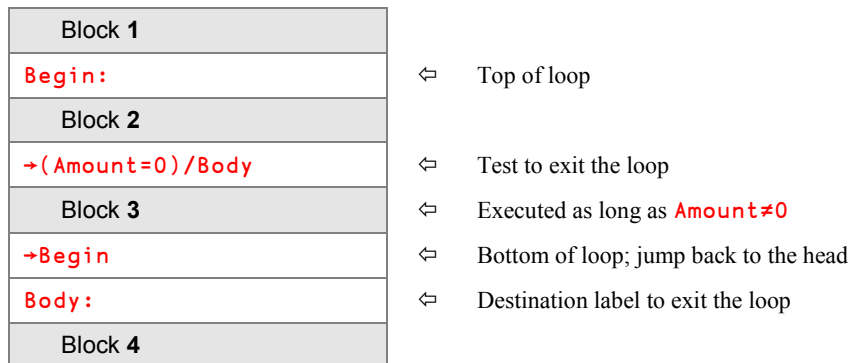 Block 1
Begin: ⇦ Top of loop
Block 2
→(Amount=0)/Body ⇦ Test to exit the loop
Block 3 ⇦ Executed as long as Amount≠0
→Begin ⇦ Bottom of loop; jump back to the head
Body: ⇦ Destination label to exit the loop
Block 4